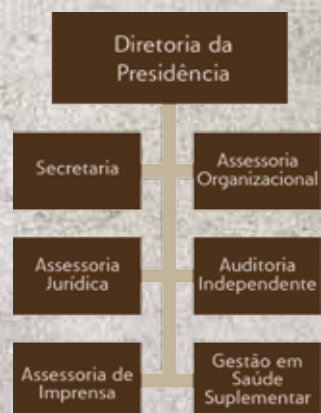 Diretoria da
Presidência
Secretaria
Assessoria
Organizacional
Assessoria
Jurídica
Auditoria
Independente
Assessoria de
Imprensa
Gestão em
Saúde
Suplementar